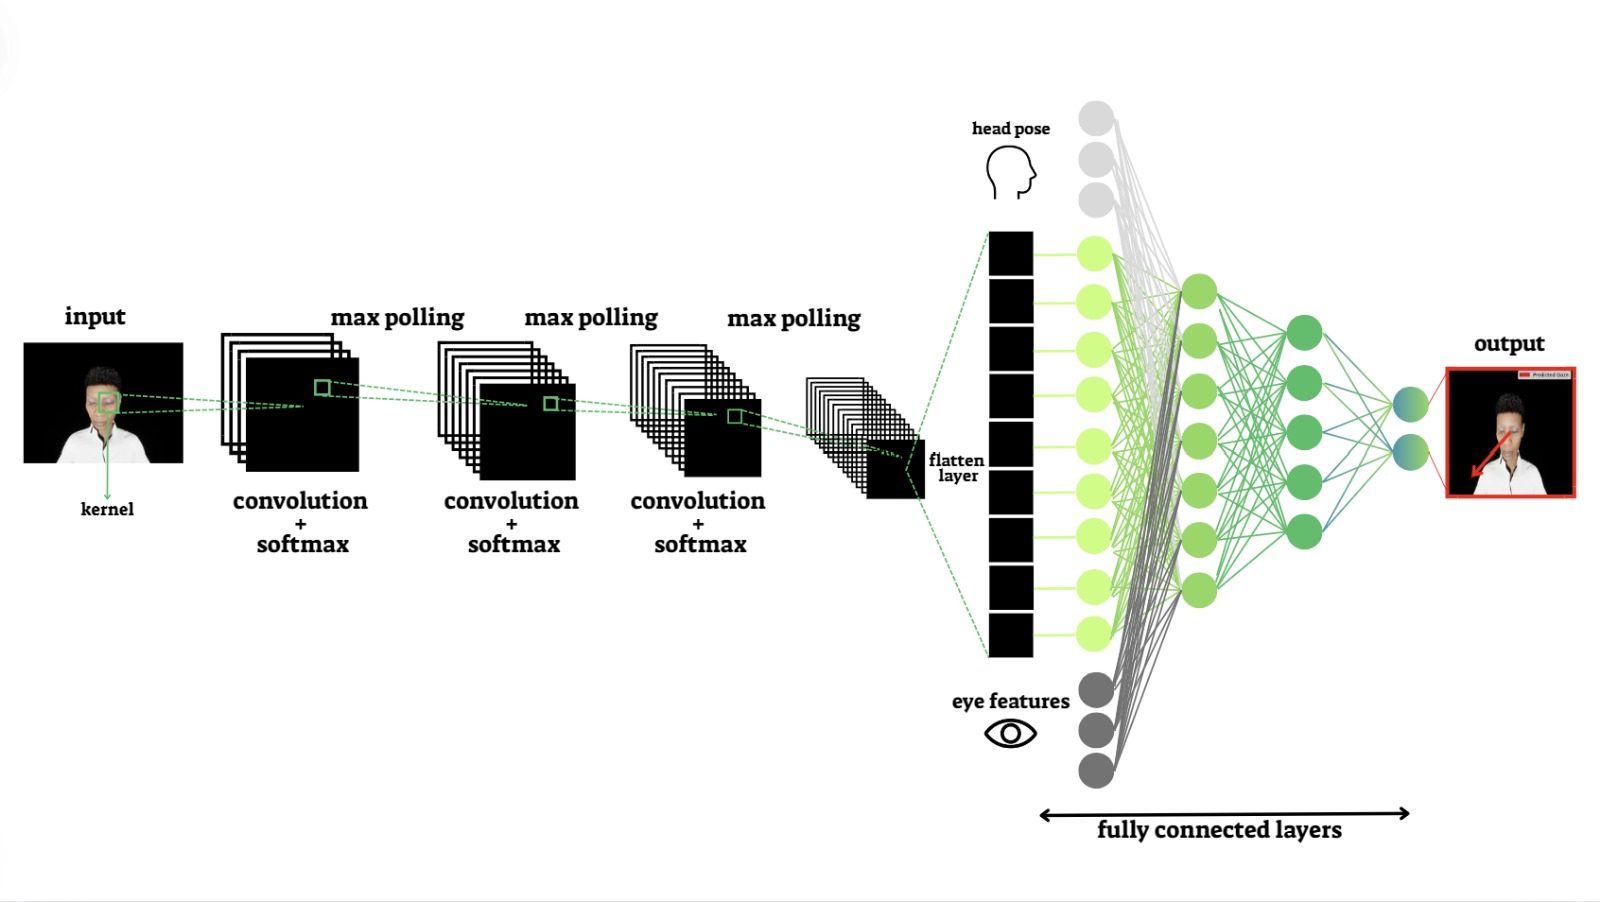 head pose
input
max polling
max polling
max polling
output
Predicted Gaze
kernel
convolution
+
softmax
convolution
+
softmax
convolution
+
softmax
flatten
layer
eye features
fully connected layers